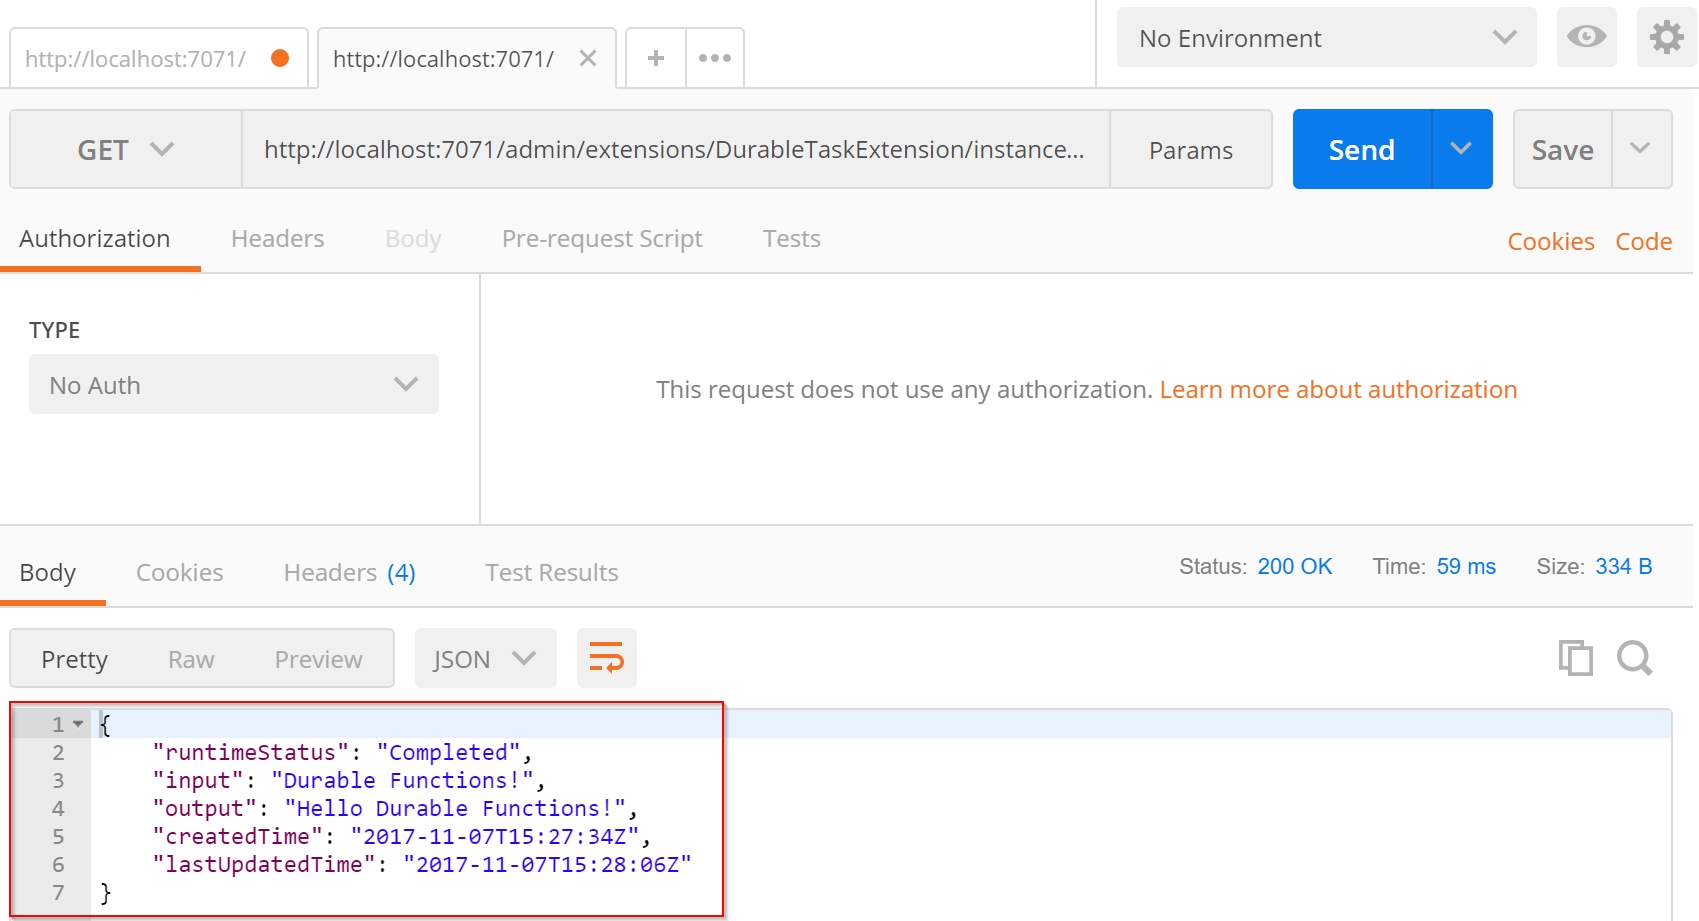 http://localhost:7071/
http://localhost:7071/
No Environment
GET
http://localhost:7071/admin/extensions/DurableTaskExtension/instance...
Params
Send
Save
Authorization
Headers
Body
Pre-request Script
Tests
Cookies
Code
TYPE
No Auth
This request does not use any authorization. Learn more about authorization
Body
Cookies
Headers (4)
Test Results
Status: 200 OK
Time: 59 ms
Size: 334 B
Pretty
Raw
Preview
JSON
1 {
2 "runtimeStatus": "Completed",
3 "input": "Durable Functions!",
4 "output": "Hello Durable Functions!",
5 "createdTime": "2017-11-07T15:27:34Z",
6 "lastUpdatedTime": "2017-11-07T15:28:06Z"
7 }